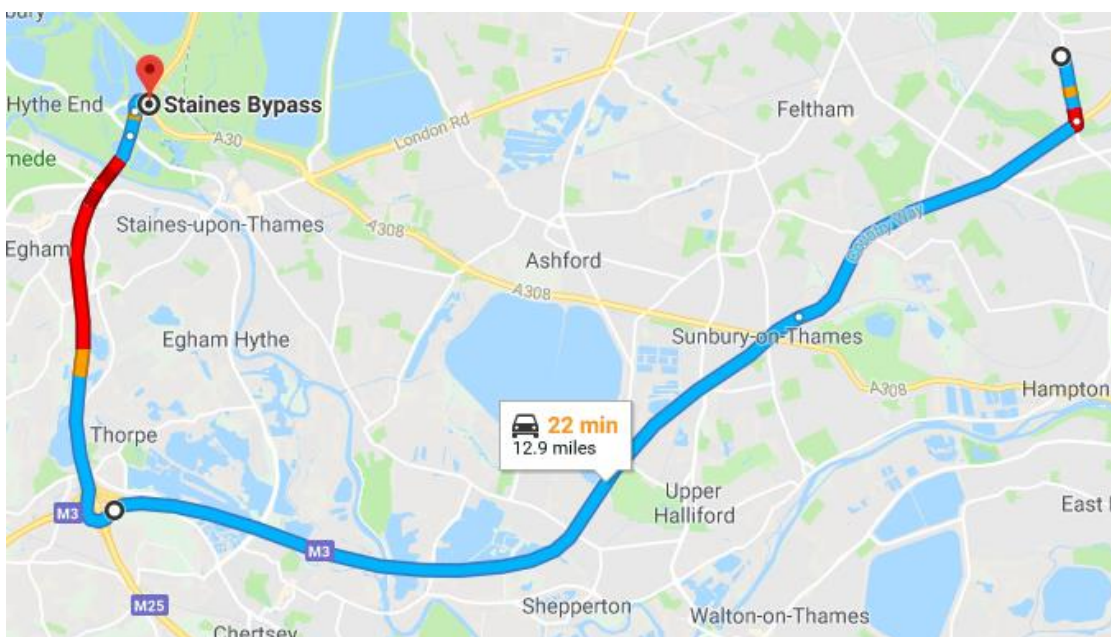 bury
Hythe End
Staines Bypass
A30
London Rd
Feltham
mede
Staines-upon-Thames
Egham
A308
Ashford
A308
Egham Hythe
Sunbury-on-Thames
A308
Hampton
22 min
12.9 miles
Thorpe
M3
Upper
Halliford
East
M3
M25
Shepperton
Walton-on-Thames
Chertsey